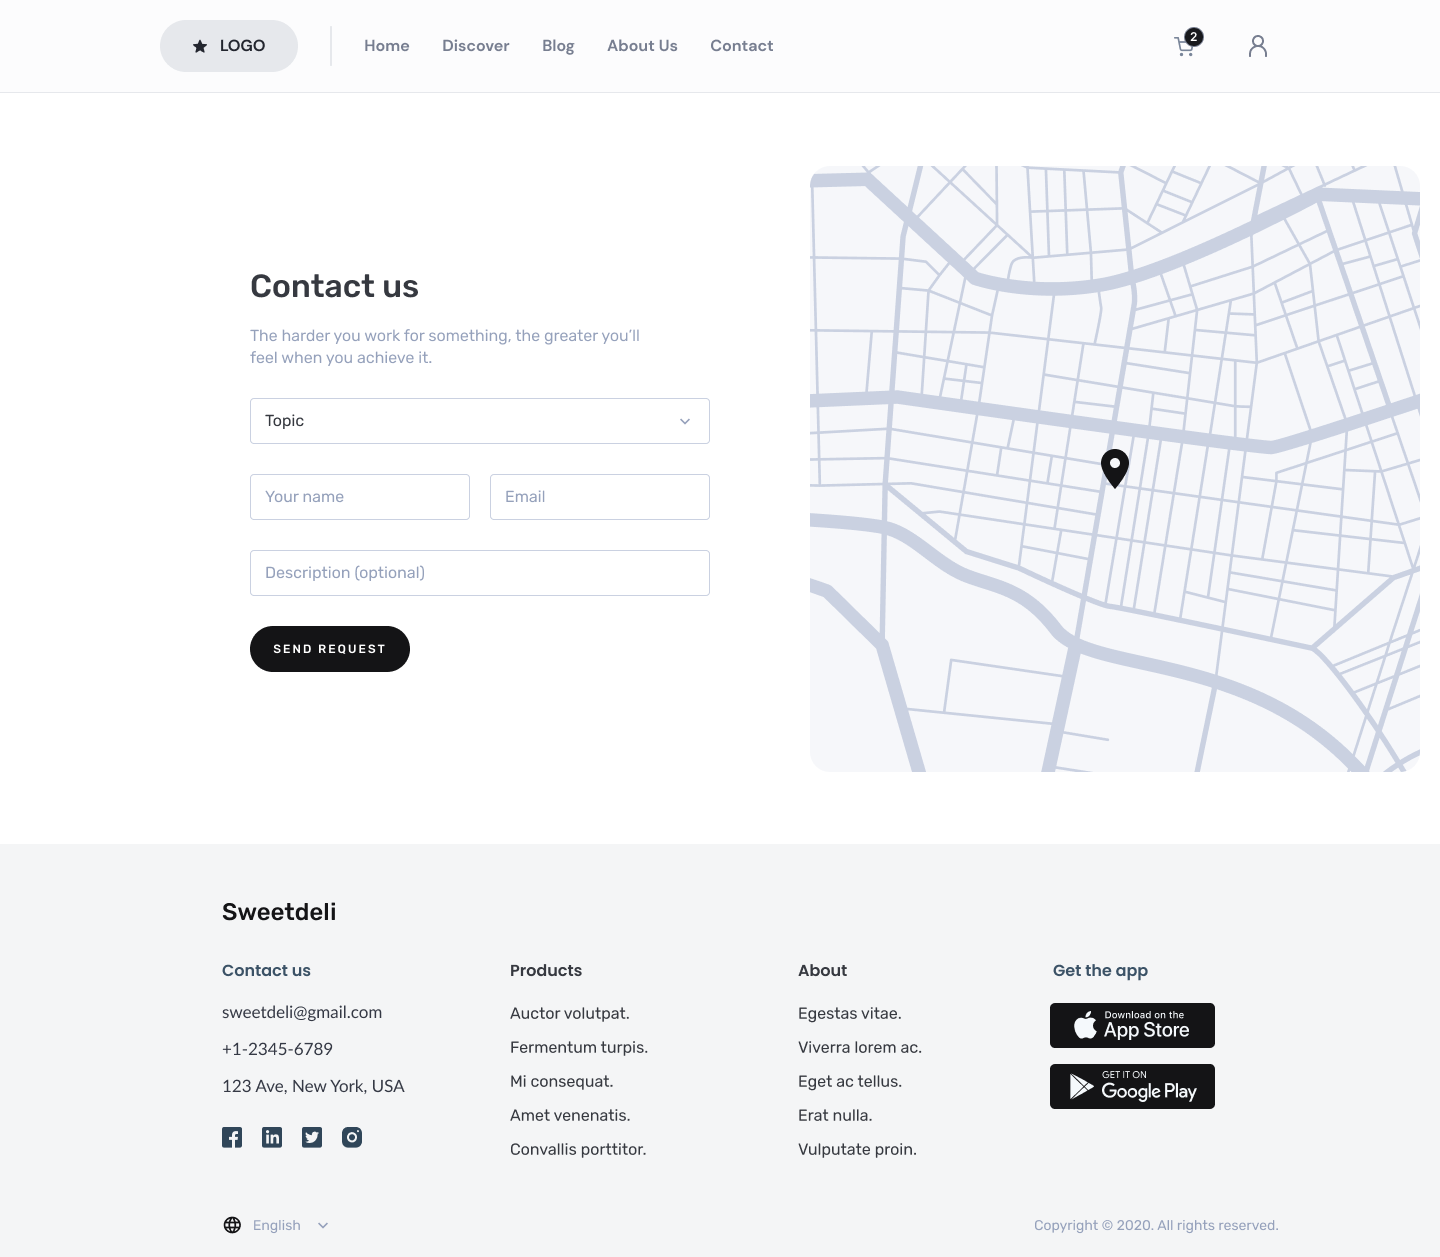 LOGO
Home
Discover
Blog
About Us
Contact
2
Contact us
The harder you work for something, the greater you'll
feel when you achieve it.
Topic
Your name
Email
Description (optional)
SEND REQUEST
Sweetdeli
Contact us
sweetdeli@gmail.com
+1-2345-6789
123 Ave, New York, USA
Products
Auctor volutpat.
Fermentum turpis.
Mi consequat.
Amet venenatis.
Convallis porttitor.
About
Egestas vitae.
Viverra lorem ac.
Eget ac tellus.
Erat nulla.
Vulputate proin.
Get the app
Download on the
App Store
GET IT ON
Google Play
English
Copyright © 2020. All rights reserved.